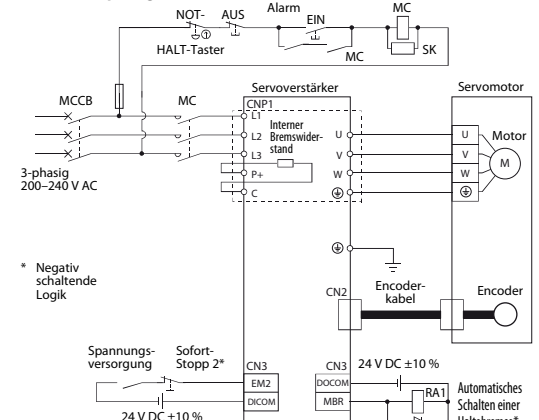 Alarm
MC
NOT-
AUS
EIN
HALT-Taster
MC
SK
Servoverstärker
Servomotor
MCCB
MC
CNP1
L1
Interner
Bremswider-
stand
L2
U
U
Motor
L3
V
V
M
P+
W
W
C
3-phasig
200–240 V AC
* Negativ
schaltende
Logik
CN2
Encoder-
kabel
Encoder
Spannungs-
versorgung
Sofort-
Stopp 2*
CN3
CN3
24 V DC ±10 %
EM2
DOCOM
DICOM
MBR
RA1
Automatisches
Schalten einer
24 V DC ±10 %